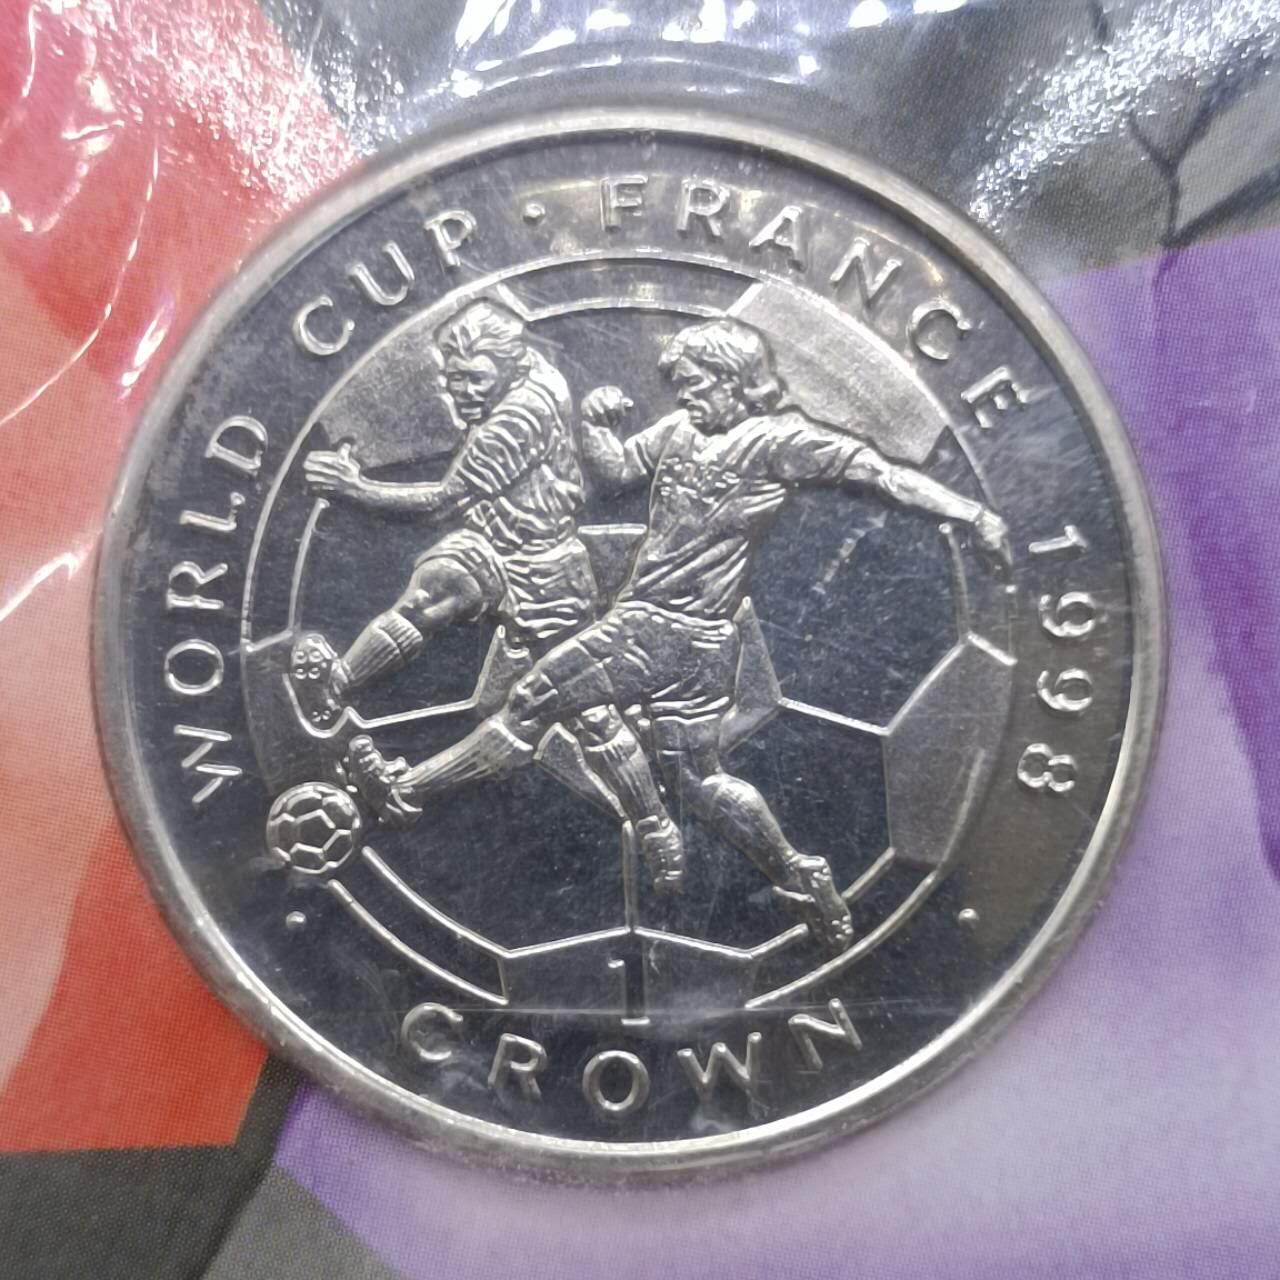 WORLD CUP · FRANCE 1998
1
· CROWN ·